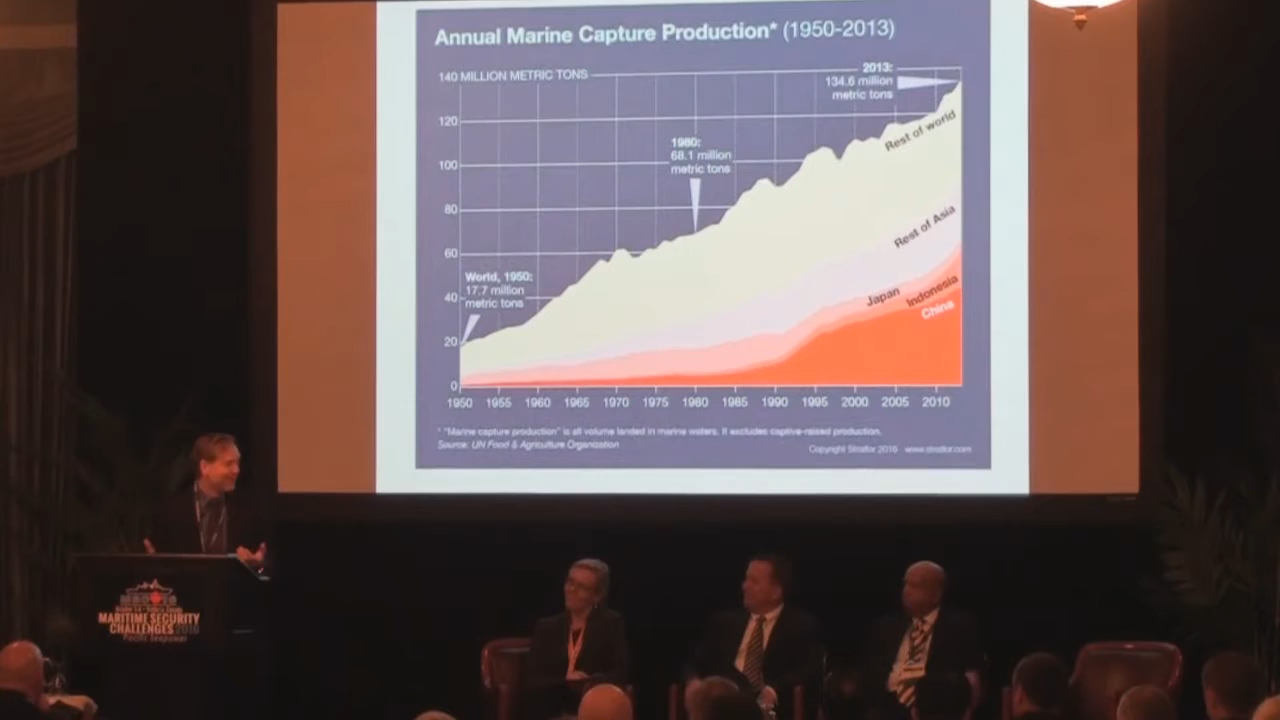 Annual Marine Capture Production* (1950-2013)
140 MILLION METRIC TONS
2013:
134.6 million
metric tons
120
Rest of world
1980:
68.1 million
metric tons
100
80
Rest of Asia
60
World, 1950:
17.7 million
metric tons
40
Japan
Indonesia
China
20
0
1950 1955 1960 1965 1970 1975 1980 1985 1990 1995 2000 2005 2010
* "Marine capture production" is all volume landed in marine waters. It excludes captive-raised production.
Source: UN Food & Agriculture Organization
Copyright Stratfor 2016 www.stratfor.com
MARITIME SECURITY
CHALLENGES 2016
Pacific Seapower